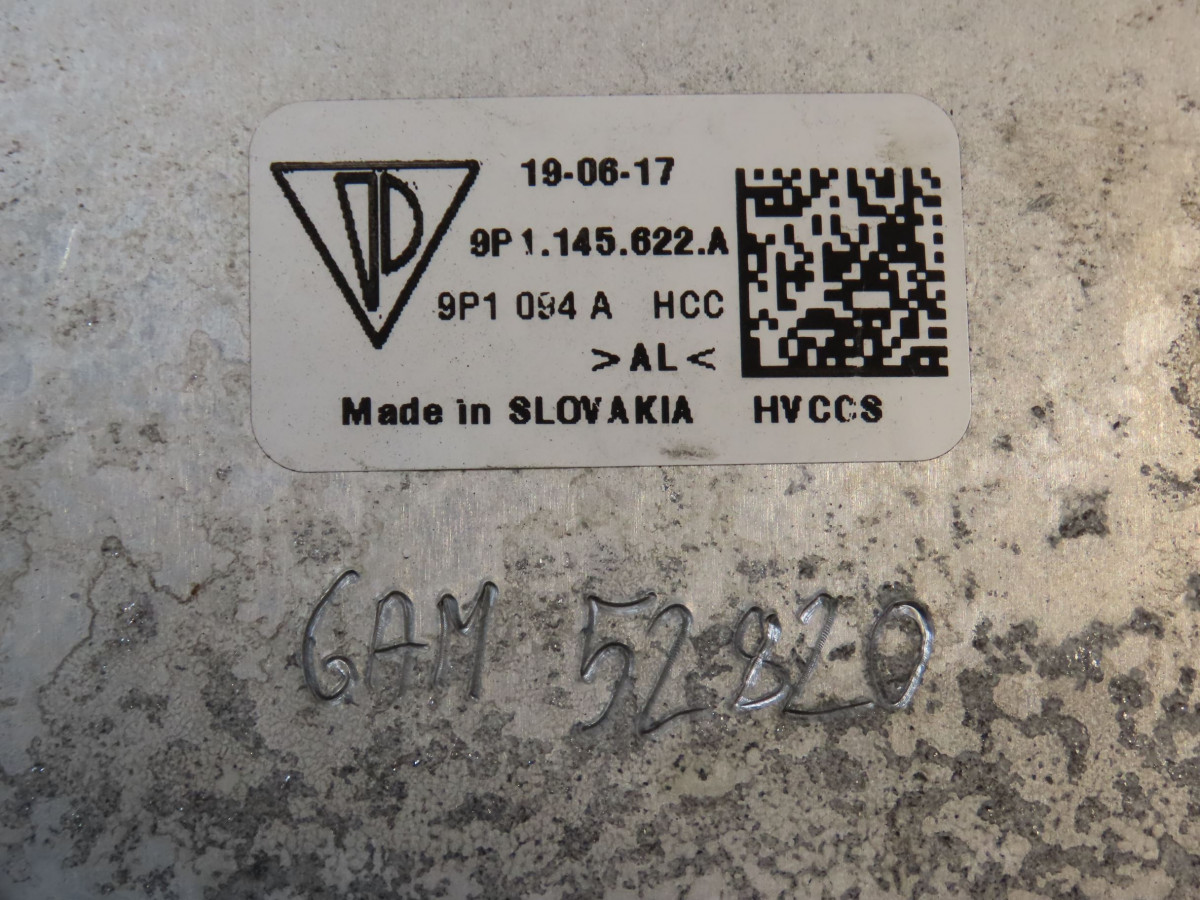 19-06-17
9P1.145.622.A
9P1 094 A HCC
>AL<
Made in SLOVAKIA HVCCS
GAM 52820